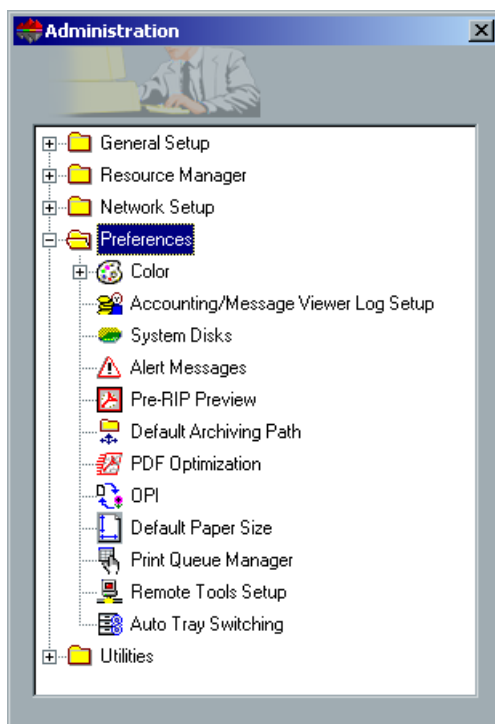 Administration
General Setup
Resource Manager
Network Setup
Preferences
Color
Accounting/Message Viewer Log Setup
System Disks
Alert Messages
Pre-RIP Preview
Default Archiving Path
PDF Optimization
OPI
Default Paper Size
Print Queue Manager
Remote Tools Setup
Auto Tray Switching
Utilities